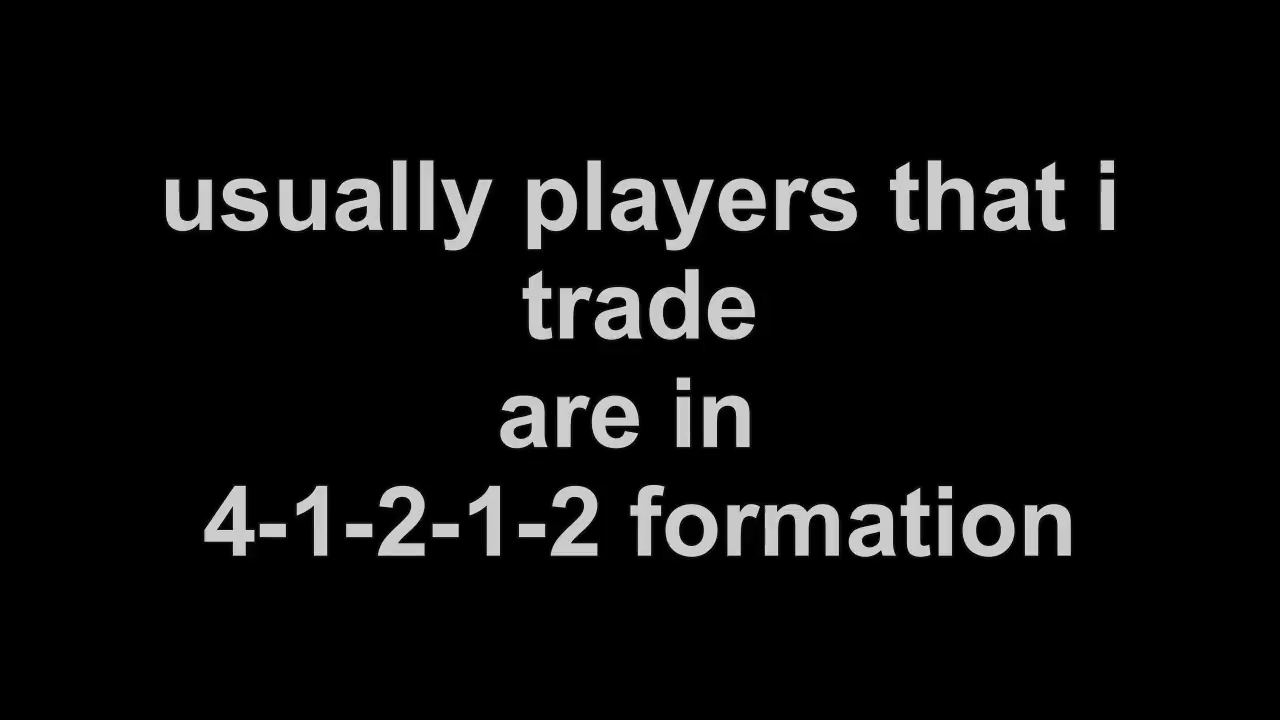 usually players that i
trade
are in
4-1-2-1-2 formation